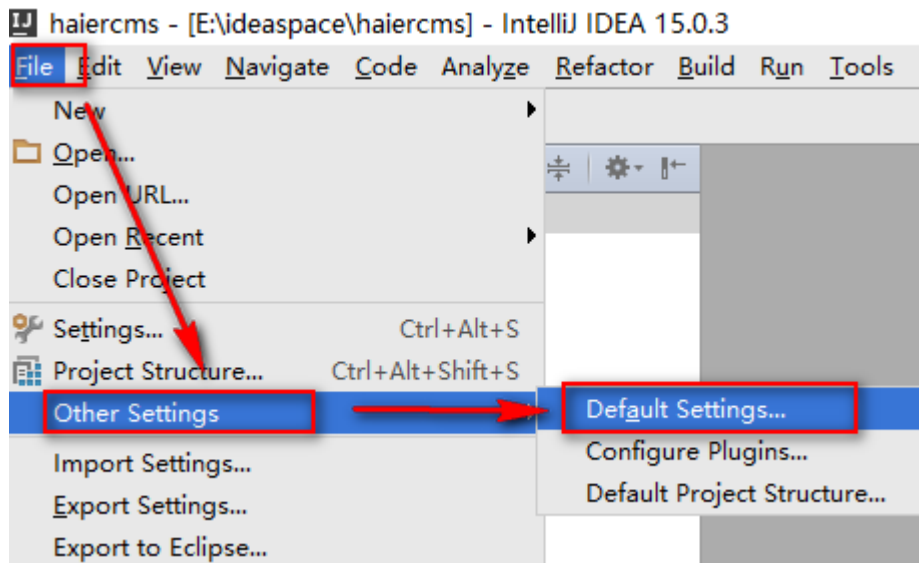 haiercms - [E:\ideaspace\haiercms] - IntelliJ IDEA 15.0.3
File Edit View Navigate Code Analyze Refactor Build Run Tools
New
Open...
Open URL...
Open Recent
Close Project
Settings... Ctrl+Alt+S
Project Structure... Ctrl+Alt+Shift+S
Other Settings Default Settings...
Configure Plugins...
Import Settings...
Default Project Structure...
Export Settings...
Export to Eclipse...